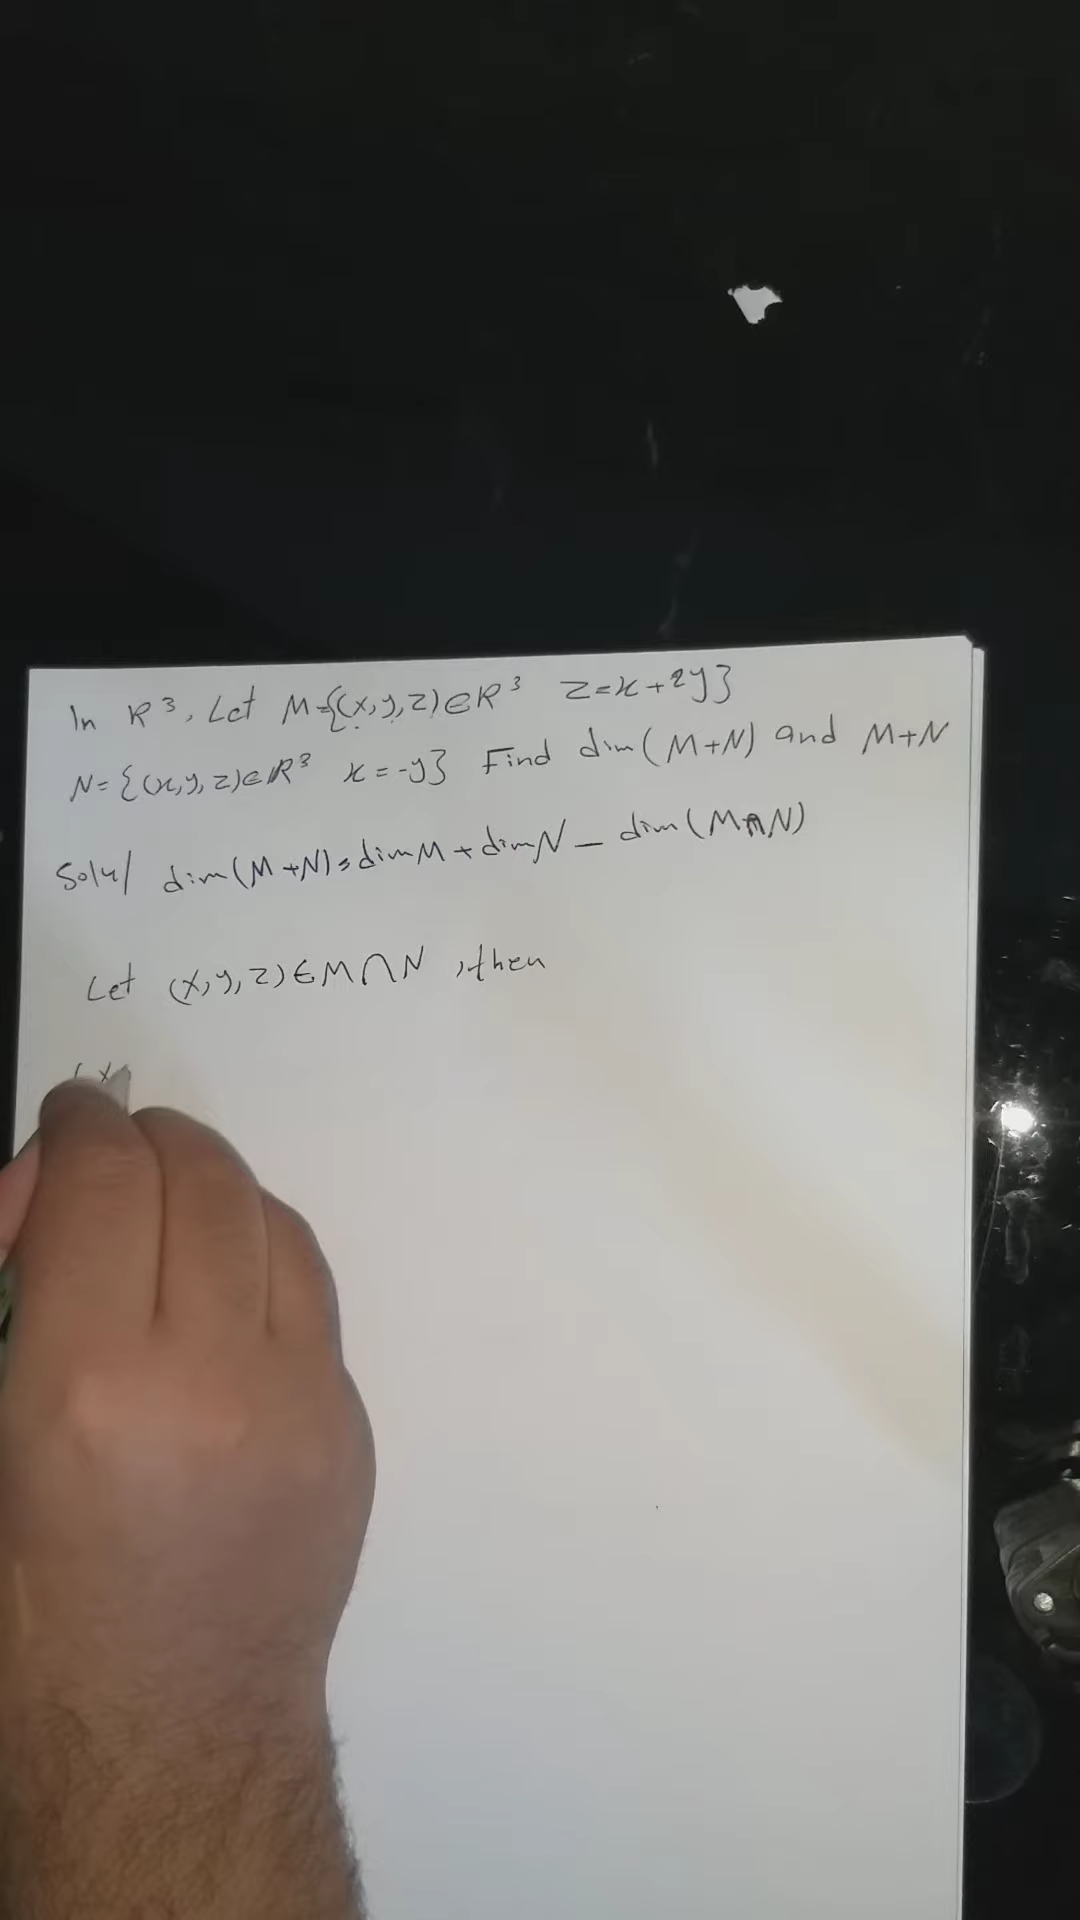 In R³, Let M={(x,y,z)∈R³ z=x+2y}
N={(x,y,z)∈R³ x=-y} Find dim(M+N) and M+N
Solu/ dim(M+N)=dimM+dimN-dim(M∩N)
Let (x,y,z)∈M∩N, then
(x